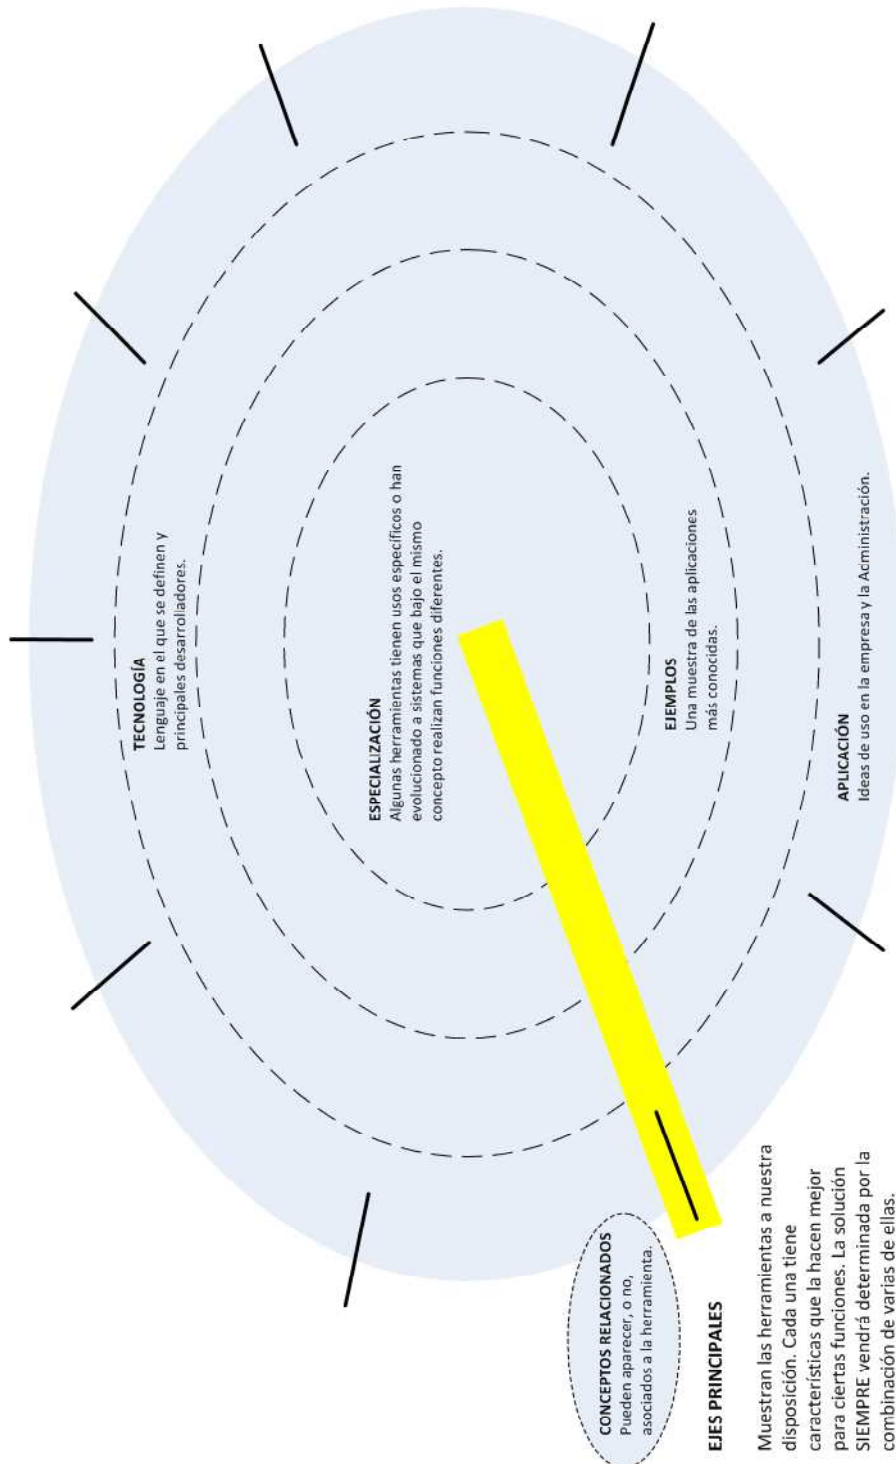 TECNOLOGÍA
Lenguaje en el que se definen y
principales desarrolladores.
ESPECIALIZACIÓN
Algunas herramientas tienen usos específicos o han
evolucionado a sistemas que bajo el mismo
concepto realizan funciones diferentes.
CONCEPTOS RELACIONADOS
Pueden aparecer, o no,
asociados a la herramienta.
EJEMPLOS
Una muestra de las aplicaciones
más conocidas.
EJES PRINCIPALES
Muestran las herramientas a nuestra
disposición. Cada una tiene
características que la hacen mejor
para ciertas funciones. La solución
SIEMPRE vendrá determinada por la
combinación de varias de ellas.
APLICACIÓN
Ideas de uso en la empresa y la Administración.